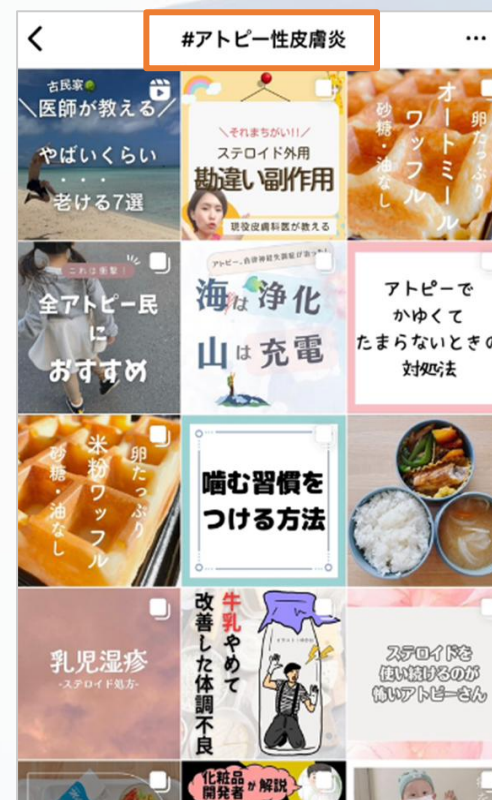 #アトピー性皮膚炎
古民家
＼医師が教える／
やばいくらい
老ける7選
＼それまちがい!!／
ステロイド外用
勘違い副作用
現役皮膚科医が教える
卵たっぷり
オートミール
ワッフル
砂糖・油なし
これは衝撃！
全アトピー民
に
おすすめ
海は浄化
山は充電
アトピーで
かゆくて
たまらないときの
対処法
卵たっぷり
米粉ワッフル
砂糖・油なし
噛む習慣を
つける方法
乳児湿疹
-ステロイド処方-
牛乳やめて
改善した体調不良
ステロイドを
使い続けるのが
怖いアトピーさん
化粧品
開発者が解説